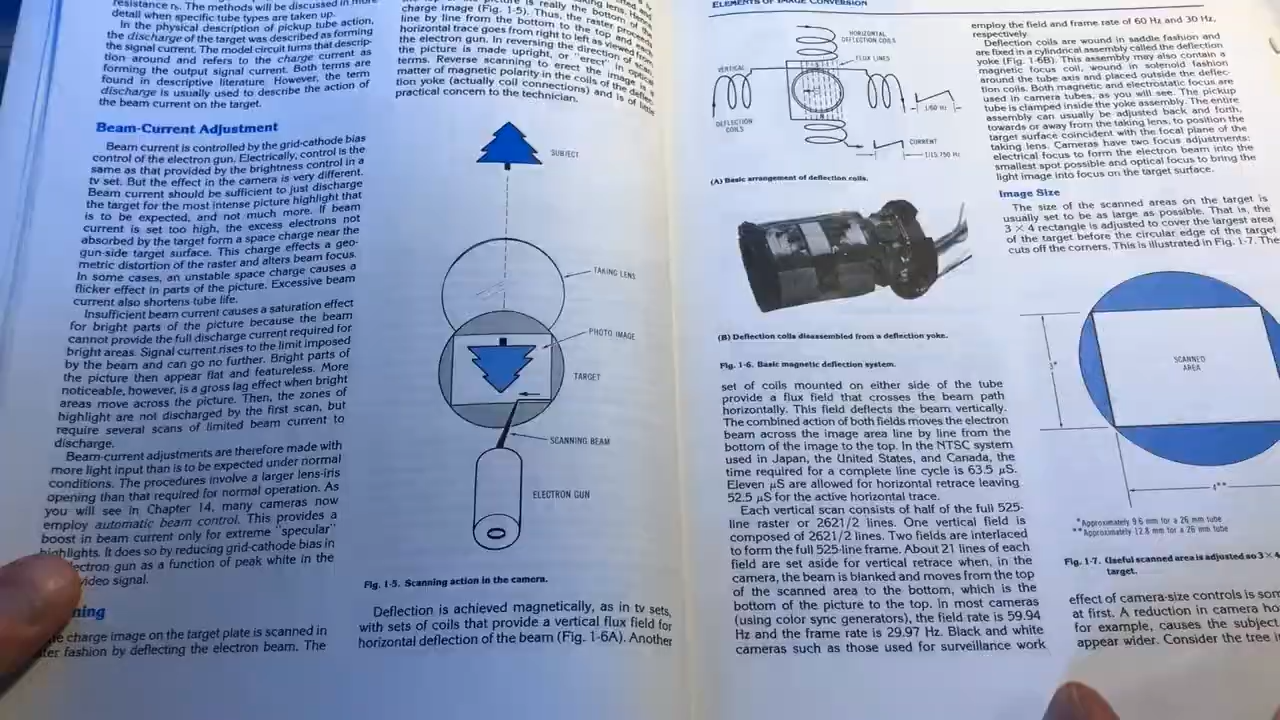 resistance rₛ. The methods will be discussed in more
detail when specific tube types are taken up.
In the physical description of pickup tube action,
the discharge of the target was described as forming
the signal current. The model circuit turns that descrip-
tion around and refers to the charge current as
forming the output signal current. Both terms are
found in descriptive literature. However, the term
discharge is usually used to describe the action of
the beam current on the target.
Beam-Current Adjustment
Beam current is controlled by the grid-cathode bias
control of the electron gun. Electrically, control is the
same as that provided by the brightness control in a
tv set. But the effect in the camera is very different.
Beam current should be sufficient to just discharge
the target for the most intense picture highlight that
is to be expected, and not much more. If beam
current is set too high, the excess electrons not
absorbed by the target form a space charge near the
gun-side target surface. This charge effects a geo-
metric distortion of the raster and alters beam focus.
In some cases, an unstable space charge causes a
flicker effect in parts of the picture. Excessive beam
current also shortens tube life.
Insufficient beam current causes a saturation effect
for bright parts of the picture because the beam
cannot provide the full discharge current required for
bright areas. Signal current rises to the limit imposed
by the beam and can go no further. Bright parts of
the picture then appear flat and featureless. More
noticeable, however, is a gross lag effect when bright
areas move across the picture. Then, the zones of
highlight are not discharged by the first scan, but
require several scans of limited beam current to
discharge.
Beam-current adjustments are therefore made with
more light input than is to be expected under normal
conditions. The procedures involve a larger lens-iris
opening than that required for normal operation. As
you will see in Chapter 14, many cameras now
employ automatic beam control. This provides a
boost in beam current only for extreme "specular"
highlights. It does so by reducing grid-cathode bias in
lectron gun as a function of peak white in the
video signal.
ning
e charge image on the target plate is scanned in
ter fashion by deflecting the electron beam. The
is really the bottom of
charge image (Fig. 1-5). Thus, the raster proceeds
line by line from the bottom to the top and each
horizontal trace goes from right to left as viewed from
the electron gun. In reversing the direction of scan
the picture is made upright, or "erect", in optical
terms. Reverse scanning to erect the image is a
matter of magnetic polarity in the coils of the deflec-
tion yoke (actually coil connections) and is of little
practical concern to the technician.
SUBJECT
TAKING LENS
PHOTO IMAGE
TARGET
SCANNING BEAM
ELECTRON GUN
Fig. 1-5. Scanning action in the camera.
Deflection is achieved magnetically, as in tv sets,
with sets of coils that provide a vertical flux field for
horizontal deflection of the beam (Fig. 1-6A). Another
ELEMENTS OF IMAGE CONVERSION
HORIZONTAL
DEFLECTION COILS
FLUX LINES
VERTICAL
DEFLECTION
COILS
1/60 Hz
CURRENT
1/15,750 Hz
(A) Basic arrangement of deflection coils.
(B) Deflection coils disassembled from a deflection yoke.
Fig. 1-6. Basic magnetic deflection system.
set of coils mounted on either side of the tube
provide a flux field that crosses the beam path
horizontally. This field deflects the beam vertically.
The combined action of both fields moves the electron
beam across the image area line by line from the
bottom of the image to the top. In the NTSC system
used in Japan, the United States, and Canada, the
time required for a complete line cycle is 63.5 μS.
Eleven μS are allowed for horizontal retrace leaving
52.5 μS for the active horizontal trace.
Each vertical scan consists of half of the full 525-
line raster or 2621/2 lines. One vertical field is
composed of 2621/2 lines. Two fields are interlaced
to form the full 525-line frame. About 21 lines of each
field are set aside for vertical retrace when, in the
camera, the beam is blanked and moves from the top
of the scanned area to the bottom, which is the
bottom of the picture to the top. In most cameras
(using color sync generators), the field rate is 59.94
Hz and the frame rate is 29.97 Hz. Black and white
cameras such as those used for surveillance work
employ the field and frame rate of 60 Hz and 30 Hz,
respectively.
Deflection coils are wound in saddle fashion and
are fixed in a cylindrical assembly called the deflection
yoke (Fig. 1-6B). This assembly may also contain a
magnetic focus coil, wound in solenoid fashion
around the tube axis and placed outside the deflec-
tion coils. Both magnetic and electrostatic focus are
used in camera tubes, as you will see. The pickup
tube is clamped inside the yoke assembly. The entire
assembly can usually be adjusted back and forth,
towards or away from the taking lens, to position the
target surface coincident with the focal plane of the
taking lens. Cameras have two focus adjustments:
electrical focus to form the electron beam into the
smallest spot possible and optical focus to bring the
light image into focus on the target surface.
Image Size
The size of the scanned areas on the target is
usually set to be as large as possible. That is, the
3 × 4 rectangle is adjusted to cover the largest area
of the target before the circular edge of the target
cuts off the corners. This is illustrated in Fig. 1-7. The
3*
SCANNED
AREA
4**
*Approximately 9.6 mm for a 26 mm tube
**Approximately 12.8 mm for a 26 mm tube
Fig. 1-7. Useful scanned area is adjusted so 3 × 4
target.
effect of camera-size controls is som
at first. A reduction in camera ho
for example, causes the subject
appear wider. Consider the tree i